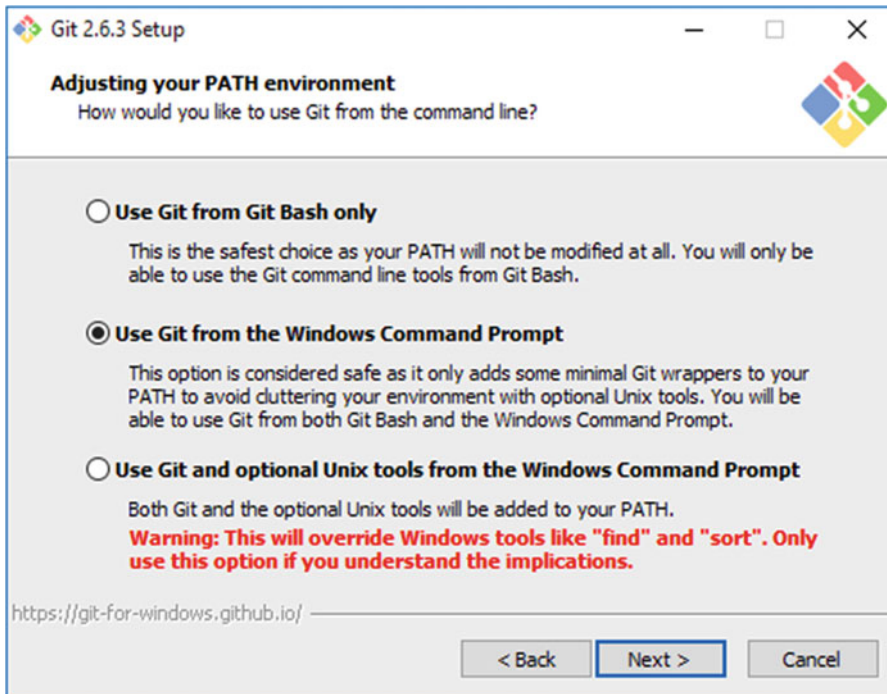 Git 2.6.3 Setup
Adjusting your PATH environment
How would you like to use Git from the command line?
Use Git from Git Bash only
This is the safest choice as your PATH will not be modified at all. You will only be
able to use the Git command line tools from Git Bash.
Use Git from the Windows Command Prompt
This option is considered safe as it only adds some minimal Git wrappers to your
PATH to avoid cluttering your environment with optional Unix tools. You will be
able to use Git from both Git Bash and the Windows Command Prompt.
Use Git and optional Unix tools from the Windows Command Prompt
Both Git and the optional Unix tools will be added to your PATH.
Warning: This will override Windows tools like "find" and "sort". Only
use this option if you understand the implications.
https://git-for-windows.github.io/
< Back Next > Cancel